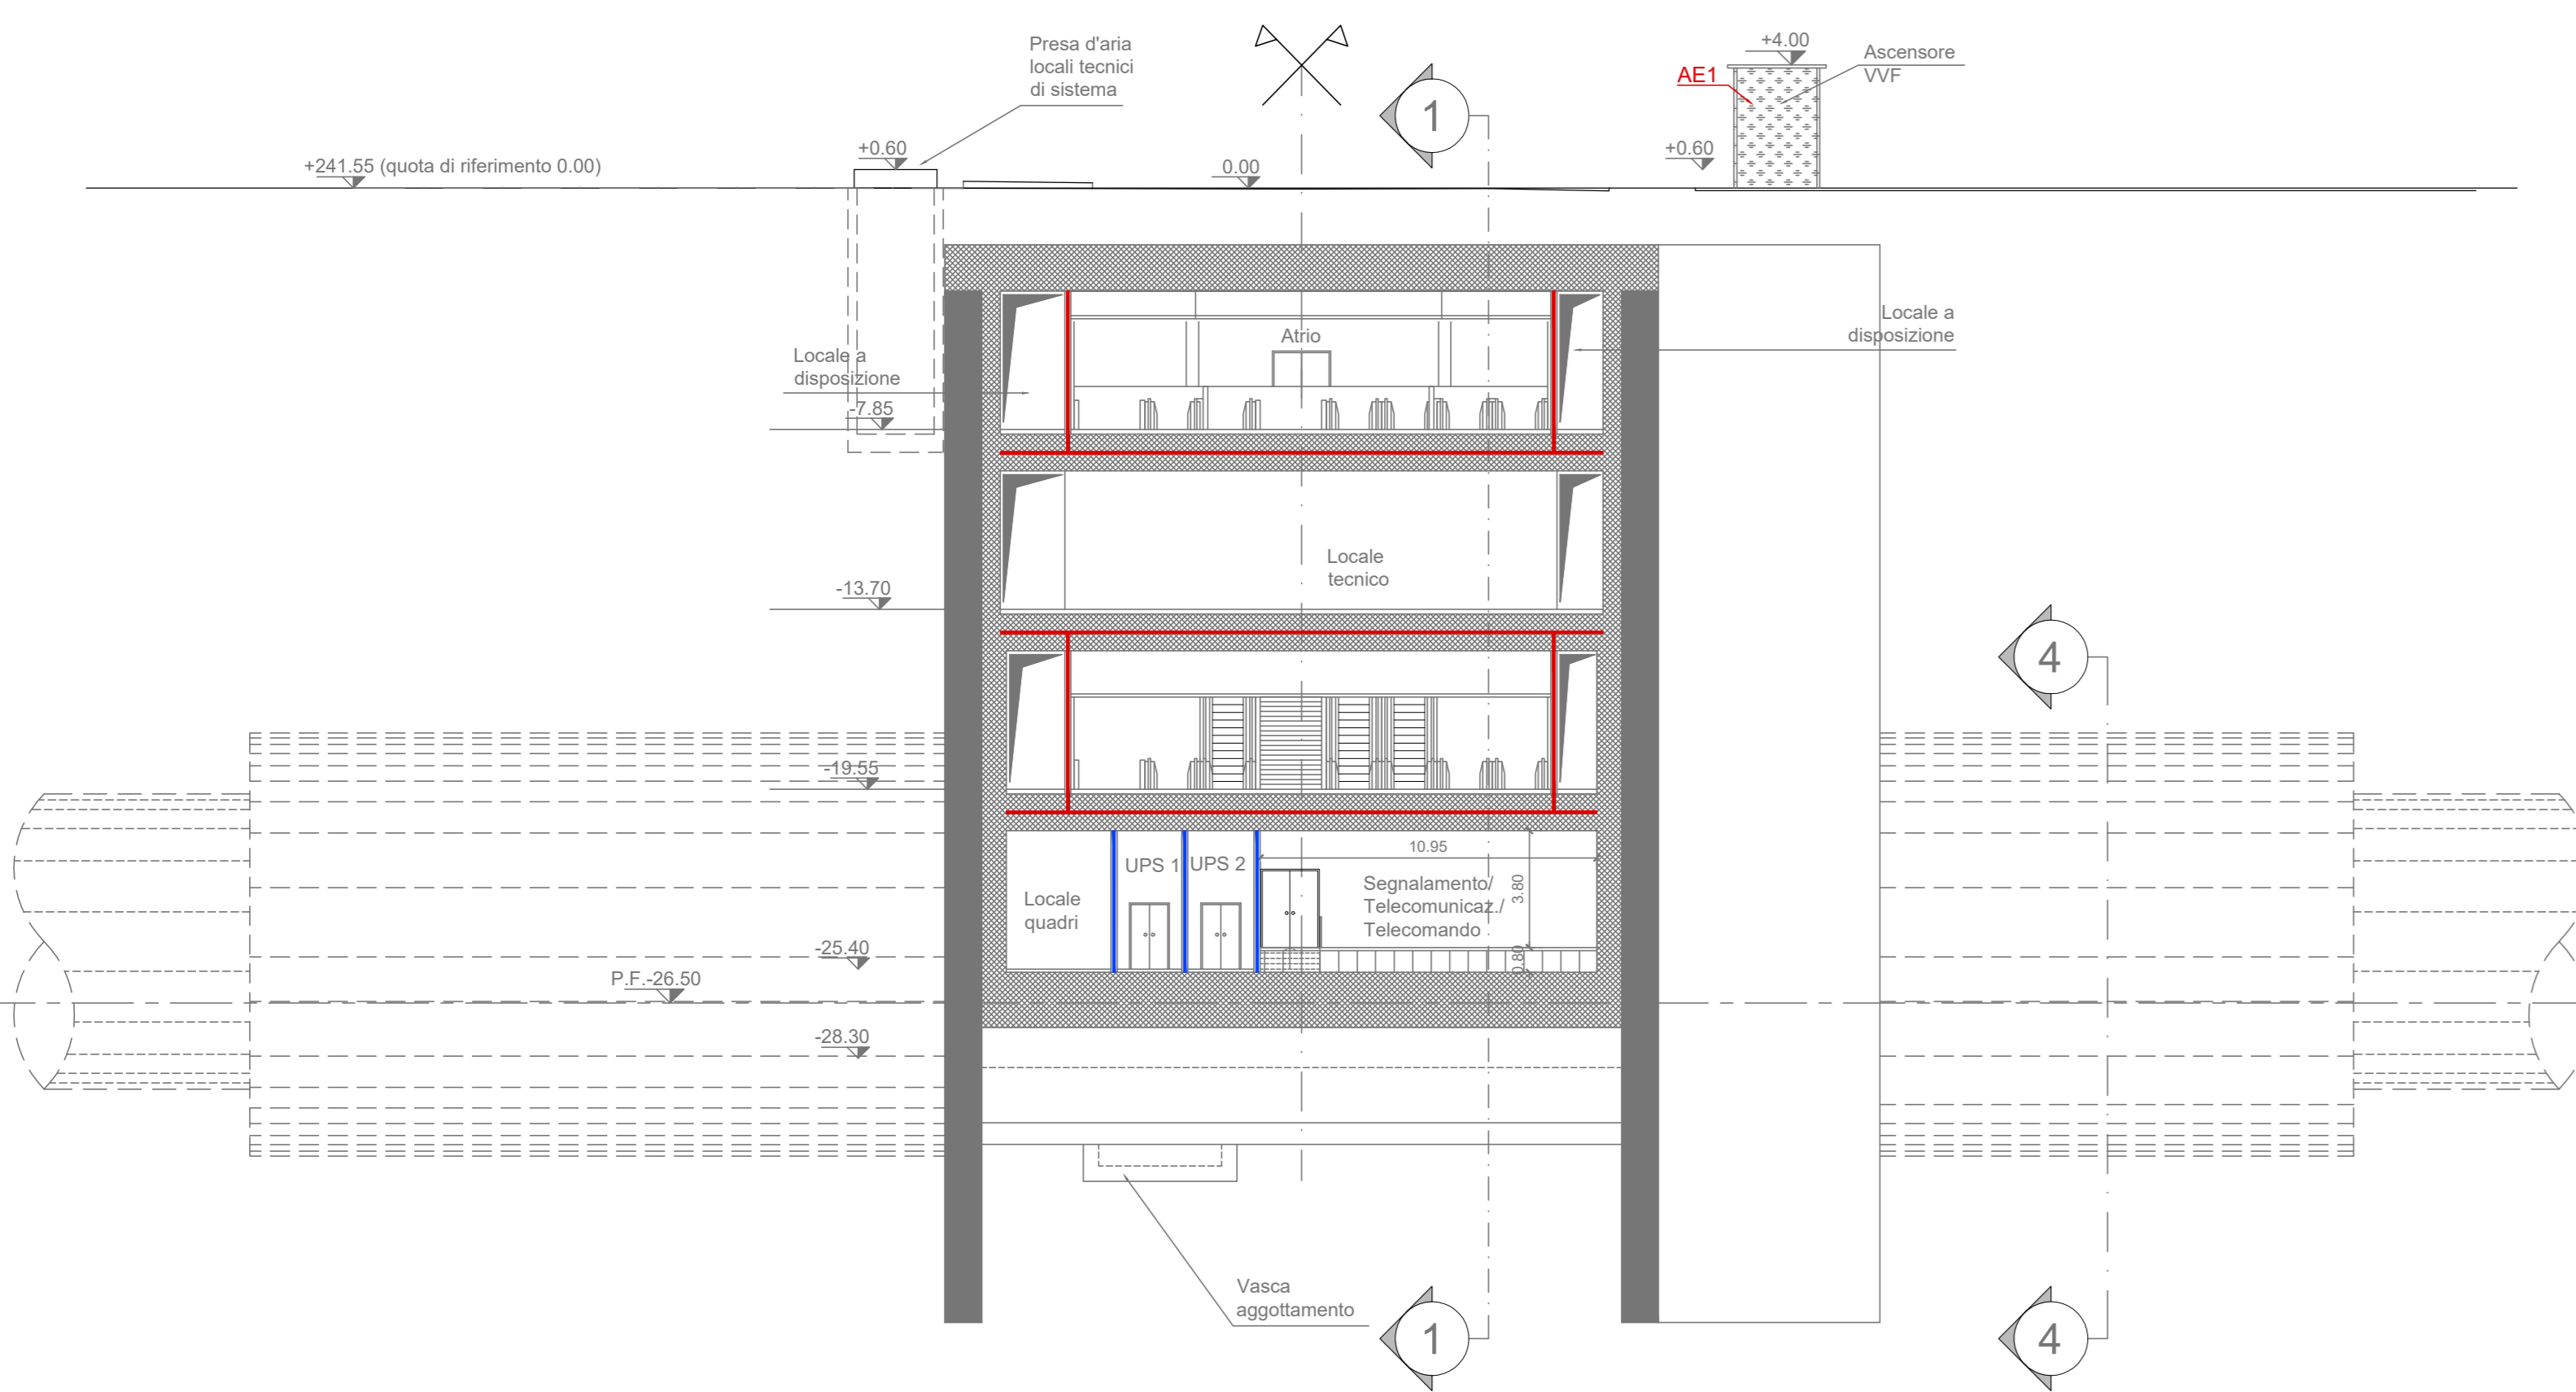 Presa d'aria
locali tecnici
di sistema
1
+4.00
Ascensore
VVF
AE1
+241.55 (quota di riferimento 0.00)
+0.60
0.00
+0.60
Atrio
Locale a
disposizione
Locale a
disposizione
-7.85
Locale
tecnico
-13.70
4
-19.55
UPS 1
UPS 2
10.95
3.80
Locale
quadri
Segnalamento/
Telecomunicaz./
Telecomando
0.80
-25.40
P.F.-26.50
-28.30
Vasca
aggottamento
1
4